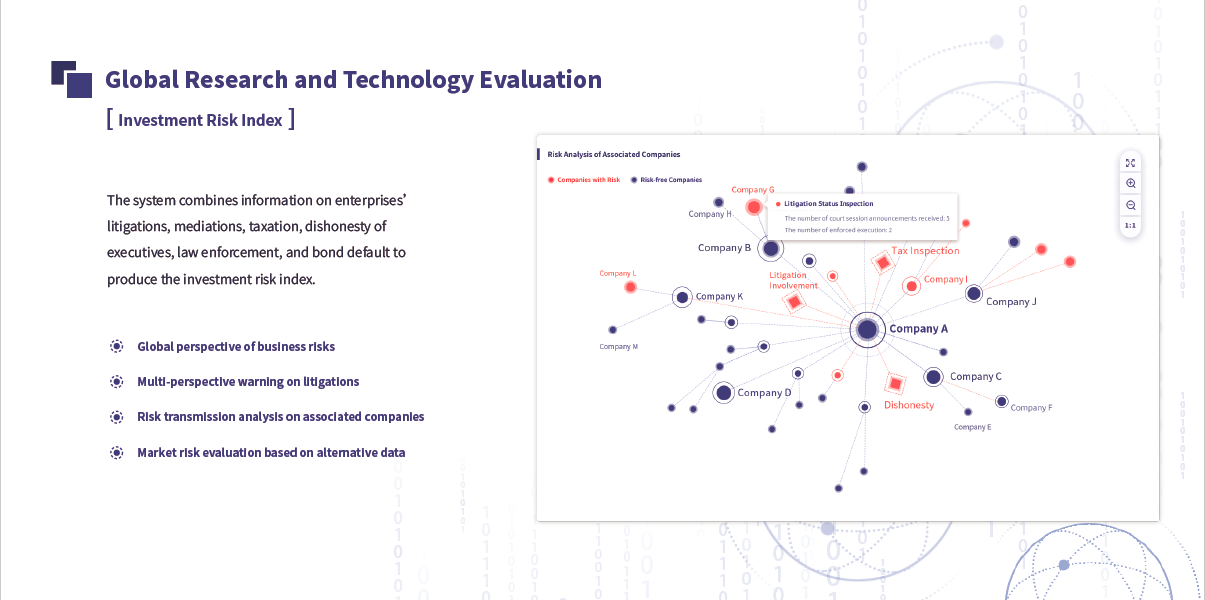 Global Research and Technology Evaluation
[ Investment Risk Index ]
The system combines information on enterprises’
litigations, mediations, taxation, dishonesty of
executives, law enforcement, and bond default to
produce the investment risk index.
Global perspective of business risks
Multi-perspective warning on litigations
Risk transmission analysis on associated companies
Market risk evaluation based on alternative data
Risk Analysis of Associated Companies
Companies with Risk
Risk-free Companies
Company G
Company H
Litigation Status Inspection
The number of court session announcements received: 5
The number of enforced execution: 2
1:1
Company B
Tax Inspection
Company L
Litigation
Involvement
Company I
Company K
Company J
Company A
Company M
Company C
Company D
Dishonesty
Company F
Company E